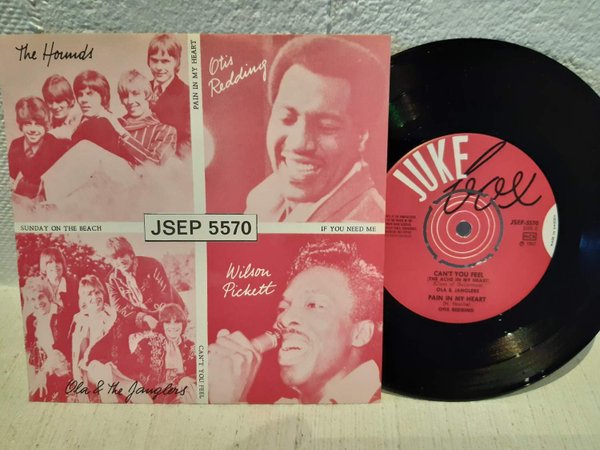 The Hounds
PAIN IN MY HEART
Otis
Redding
SUNDAY ON THE BEACH
JSEP 5570
IF YOU NEED ME
Wilson
Pickett
Ola & the Janglers
CAN'T YOU FEEL
JUKE
box
JSEP-5570
CAN'T YOU FEEL
(THE ACHE IN MY HEART)
OLA & JANGLERS
PAIN IN MY HEART
OTIS REDDING